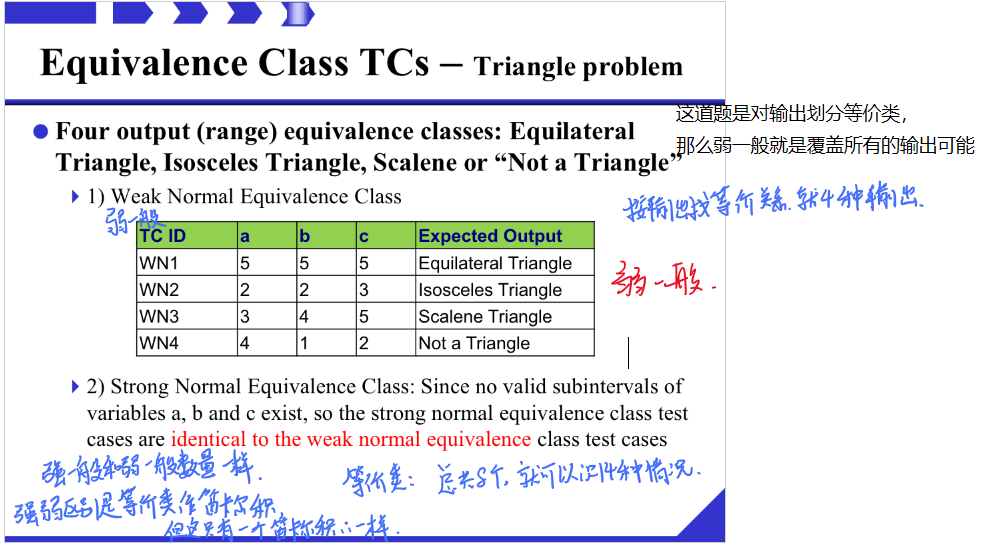 Equivalence Class TCs – Triangle problem
这道题是对输出划分等价类，
那么弱一般就是覆盖所有的输出可能
Four output (range) equivalence classes: Equilateral
Triangle, Isosceles Triangle, Scalene or “Not a Triangle”
1) Weak Normal Equivalence Class
弱一般
按输出找等价关系.就4种输出.
TC ID a b c Expected Output
WN1 5 5 5 Equilateral Triangle
WN2 2 2 3 Isosceles Triangle
WN3 3 4 5 Scalene Triangle
WN4 4 1 2 Not a Triangle
弱一般.
2) Strong Normal Equivalence Class: Since no valid subintervals of
variables a, b and c exist, so the strong normal equivalence class test
cases are identical to the weak normal equivalence class test cases
强一般和弱一般数量一样.
等价类: 总共 个, 就可以 4种情况.
强弱区别是等价类作笛卡尔积,
但这只有一个笛卡尔积∴一样.